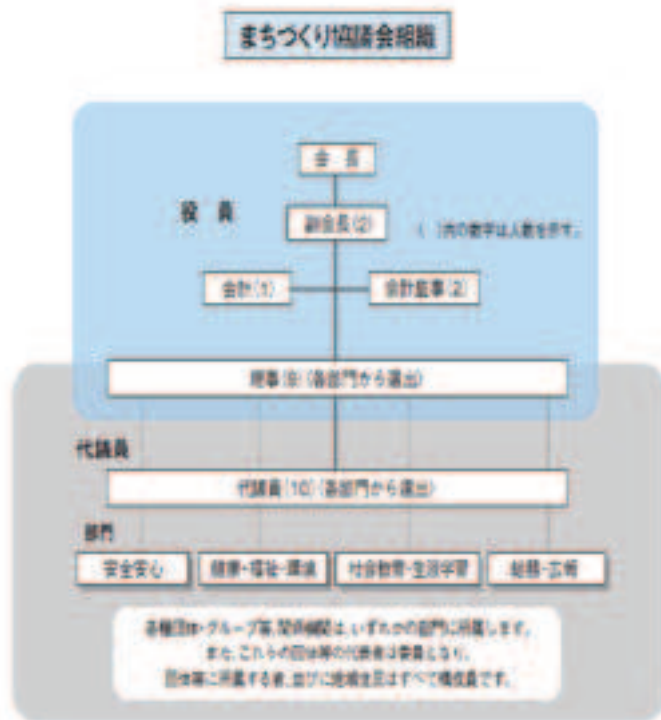 まちづくり協議会組織
会 長
役 員
副会長(2)
( )内の数字は人数を示す。
会計(1)
会計監事(2)
(各部門から選出)
代議員
代議員(10)(各部門から選出)
部門
安全安心
健康・福祉・環境
社会教育・生涯学習
総務・広報
各種団体・グループ等、関係機関は、いずれかの部門に所属します。
また、これらの団体等の代表者は委員となり、
団体等に所属する者、並びに地域住民はすべて構成員です。